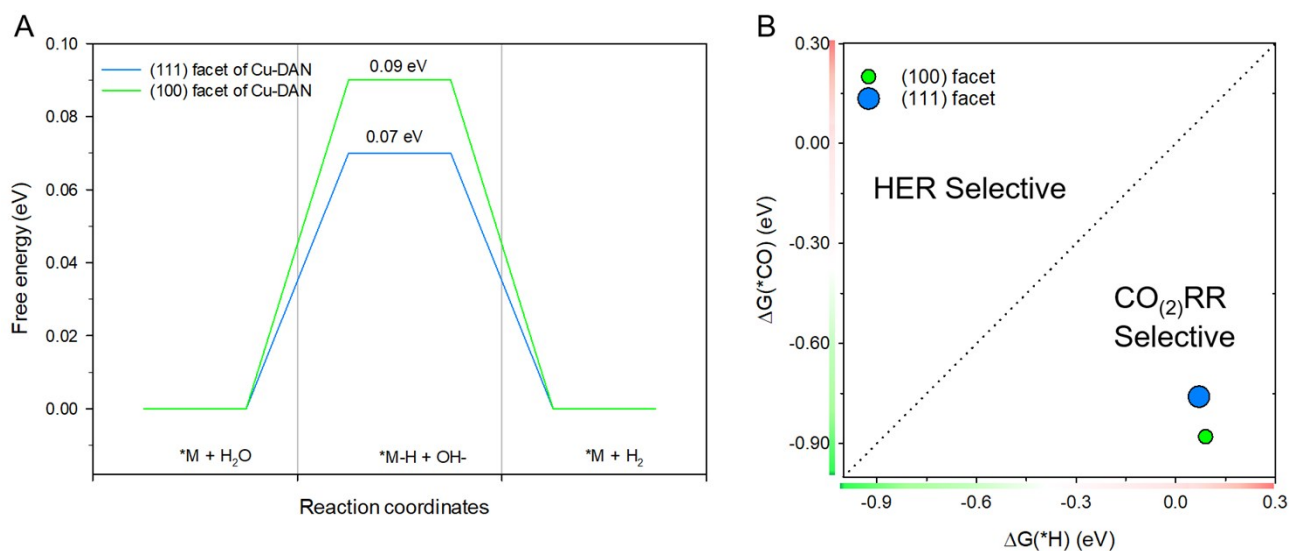 A
0.10
0.08
0.06
0.04
0.02
0.00
Free energy (eV)
(111) facet of Cu-DAN
(100) facet of Cu-DAN
0.09 eV
0.07 eV
*M + H₂O
*M-H + OH-
*M + H₂
Reaction coordinates
B
0.30
0.00
-0.30
-0.60
-0.90
ΔG(*CO) (eV)
(100) facet
(111) facet
HER Selective
CO₍₂₎RR
Selective
-0.9
-0.6
-0.3
0.0
0.3
ΔG(*H) (eV)